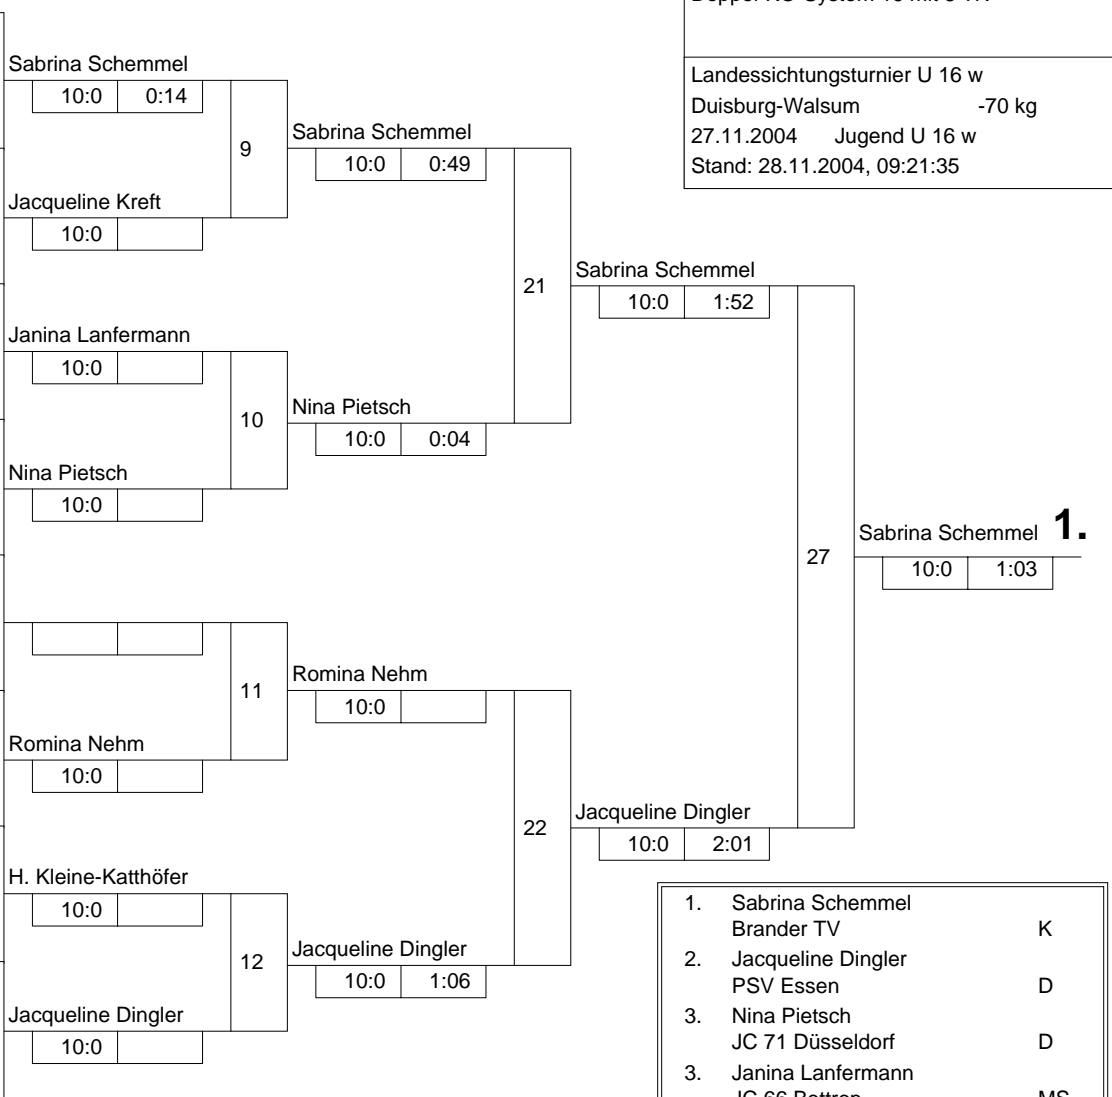 Sabrina Schemmel
10:0 0:14
9
Jacqueline Kreft
10:0
Janina Lanfermann
10:0
10
Nina Pietsch
10:0
11
Romina Nehm
10:0
H. Kleine-Katthöfer
10:0
12
Jacqueline Dingler
10:0
Sabrina Schemmel
10:0 0:49
21
Nina Pietsch
10:0 0:04
Romina Nehm
10:0
22
Jacqueline Dingler
10:0 1:06
Sabrina Schemmel
10:0 1:52
27
Jacqueline Dingler
10:0 2:01
Sabrina Schemmel 1.
10:0 1:03
Landessichtungsturnier U 16 w
Duisburg-Walsum -70 kg
27.11.2004 Jugend U 16 w
Stand: 28.11.2004, 09:21:35
1. Sabrina Schemmel
Brander TV K
2. Jacqueline Dingler
PSV Essen D
3. Nina Pietsch
JC 71 Düsseldorf D
3. Janina Lanfermann
JC 66 Bottrop MS